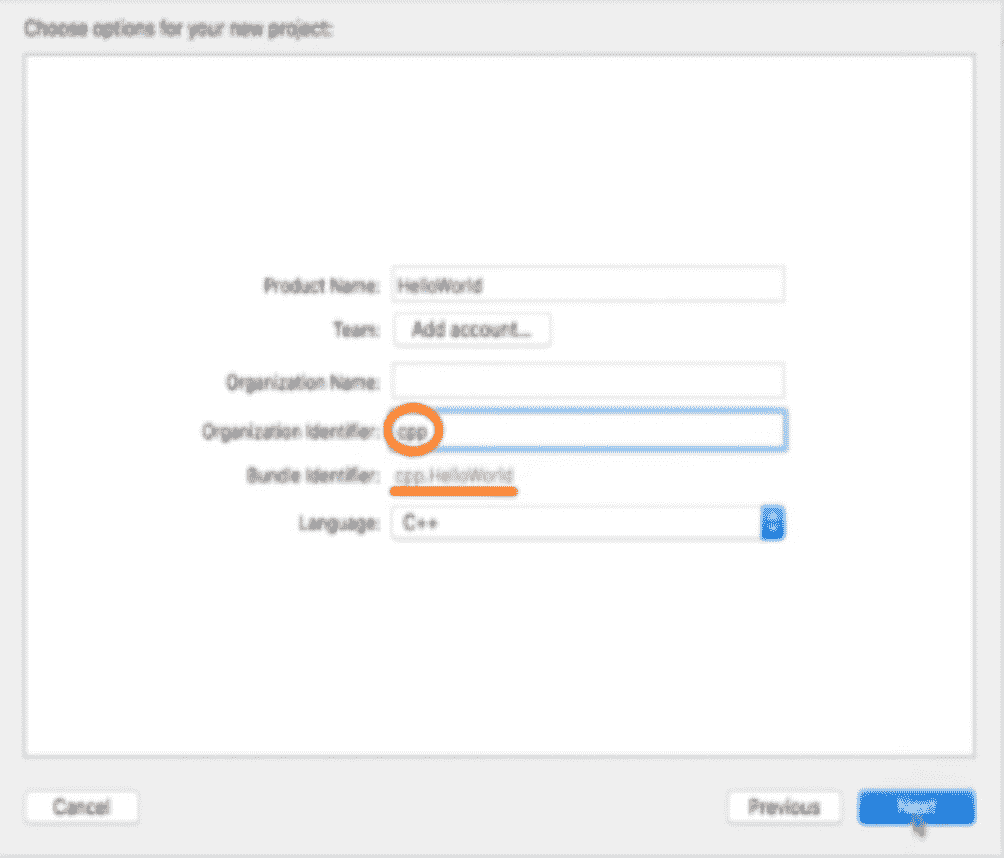 Choose options for your new project:
Product Name: HelloWorld
Team: Add account...
Organization Name:
Organization Identifier: cpp
Bundle Identifier: cpp.HelloWorld
Language: C++
Cancel Previous Next